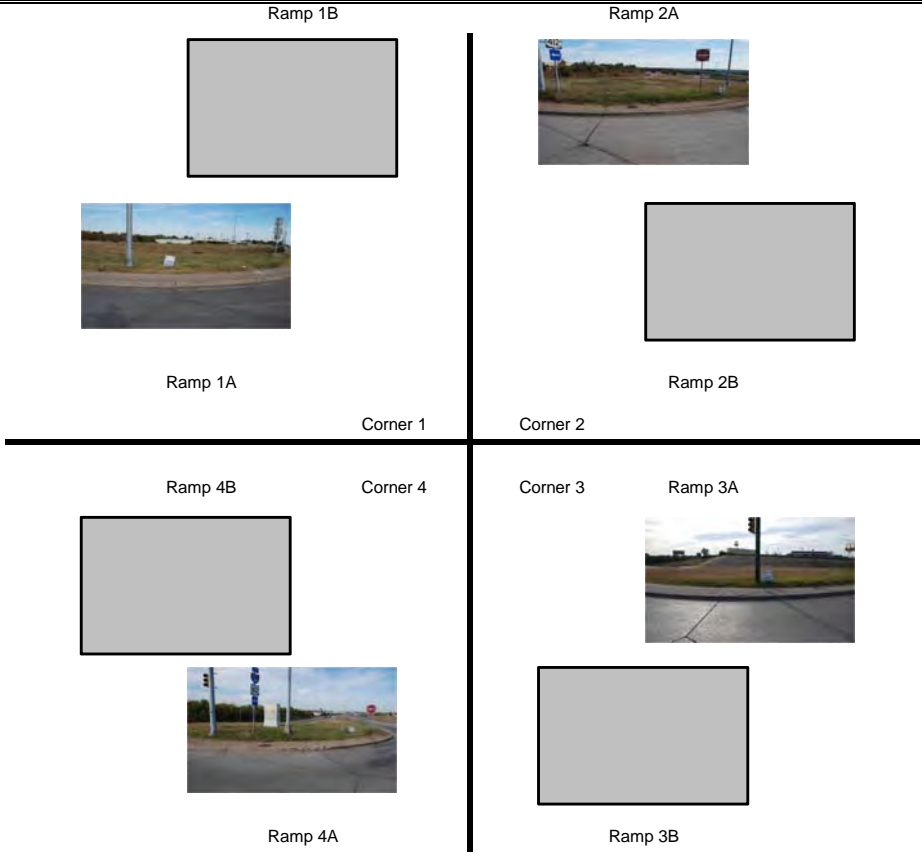 Ramp 1B Ramp 2A
Ramp 1A Ramp 2B
Corner 1 Corner 2
Ramp 4B Corner 4 Corner 3 Ramp 3A
Ramp 4A Ramp 3B